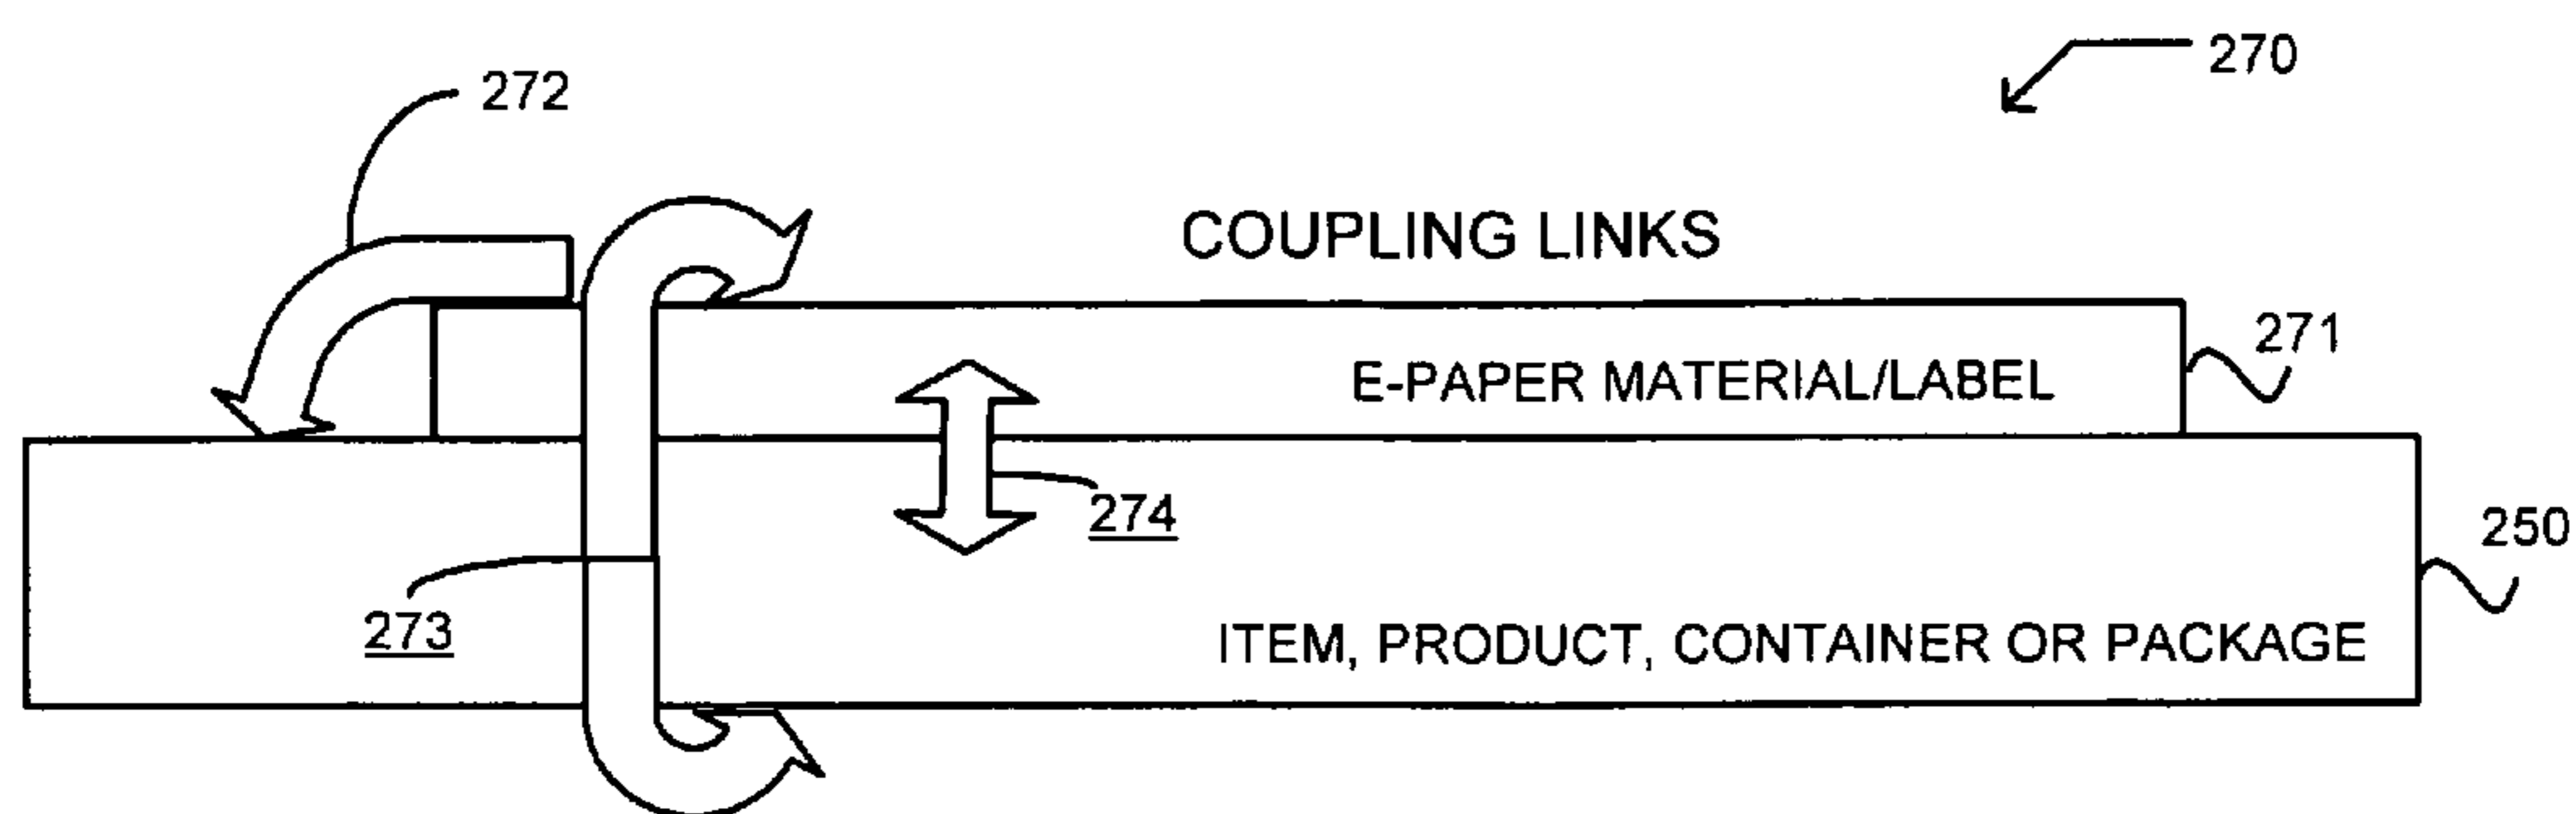 270
272
COUPLING LINKS
271
E-PAPER MATERIAL/LABEL
274
250
273
ITEM, PRODUCT, CONTAINER OR PACKAGE